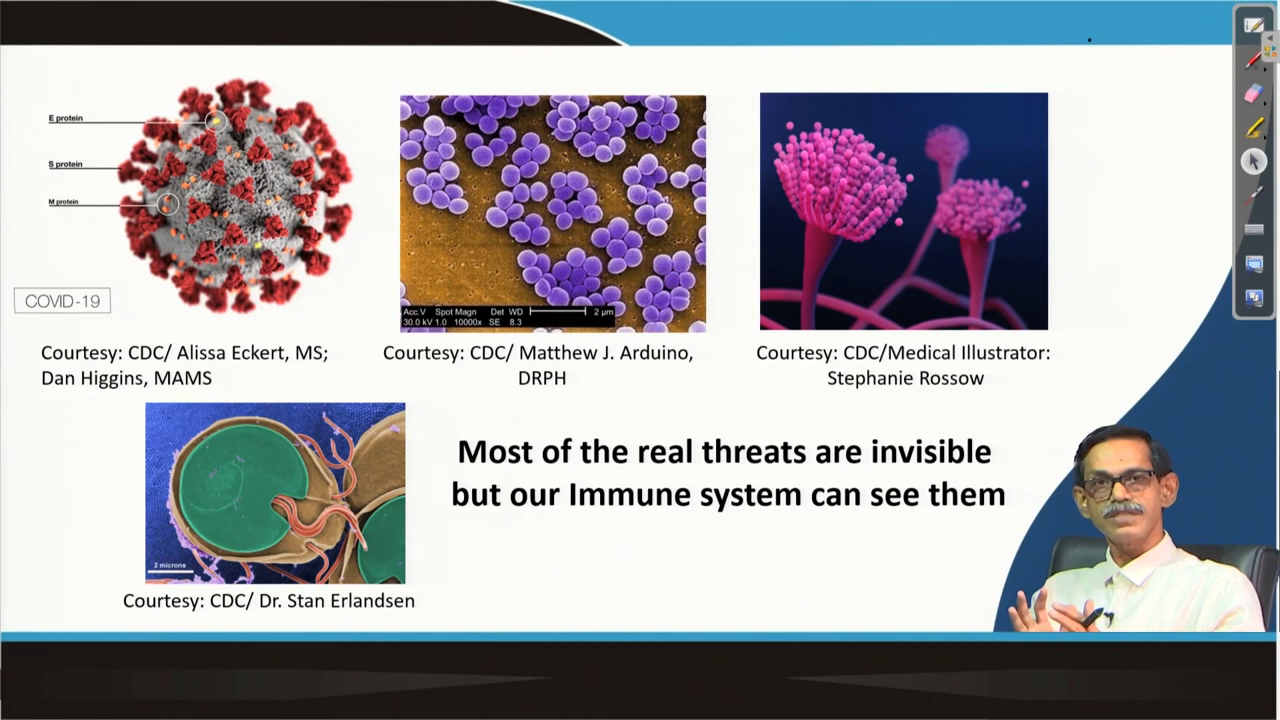 E protein
S protein
M protein
COVID-19
Acc.V Spot Magn Det WD 2 µm
30.0 kV 1.0 10000x SE 8.3
Courtesy: CDC/ Alissa Eckert, MS;
Dan Higgins, MAMS
Courtesy: CDC/ Matthew J. Arduino,
DRPH
Courtesy: CDC/Medical Illustrator:
Stephanie Rossow
2 microns
Courtesy: CDC/ Dr. Stan Erlandsen
Most of the real threats are invisible
but our Immune system can see them